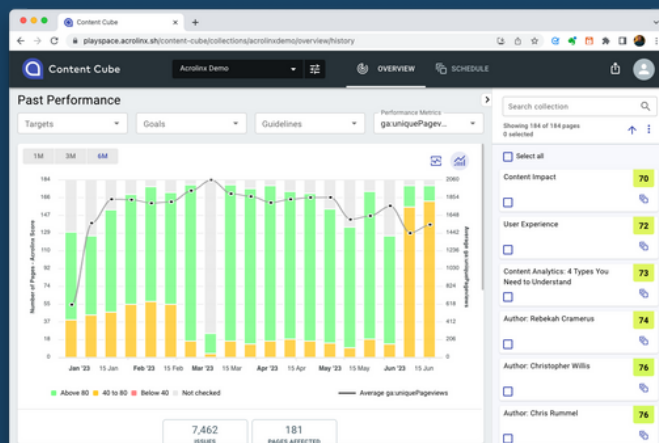 Content Cube
playspace.acrolinx.sh/content-cube/collections/acrolinxdemo/overview/history
Content Cube
Acrolinx Demo
OVERVIEW
SCHEDULE
Past Performance
Targets
Goals
Guidelines
Performance Metrics
ga:uniquePagev...
1M 3M 6M
Number of Pages - Acrolinx Score
184
166
147
129
110
92
74
55
37
18
0
2060
1854
1648
1442
1236
1030
824
618
412
206
0
Average ga:uniquePageviews
Jan '23 15 Jan Feb '23 15 Feb Mar '23 15 Mar Apr '23 15 Apr May '23 15 May Jun '23 15 Jun
Above 80 40 to 80 Below 40 Not checked Average ga:uniquePageviews
7,462
ISSUES
181
PAGES AFFECTED
Search collection
Showing 184 of 184 pages
0 selected
Select all
Content Impact 70
User Experience 72
Content Analytics: 4 Types You 73
Need to Understand
Author: Rebekah Cramerus 74
Author: Christopher Willis 76
Author: Chris Rummel 76